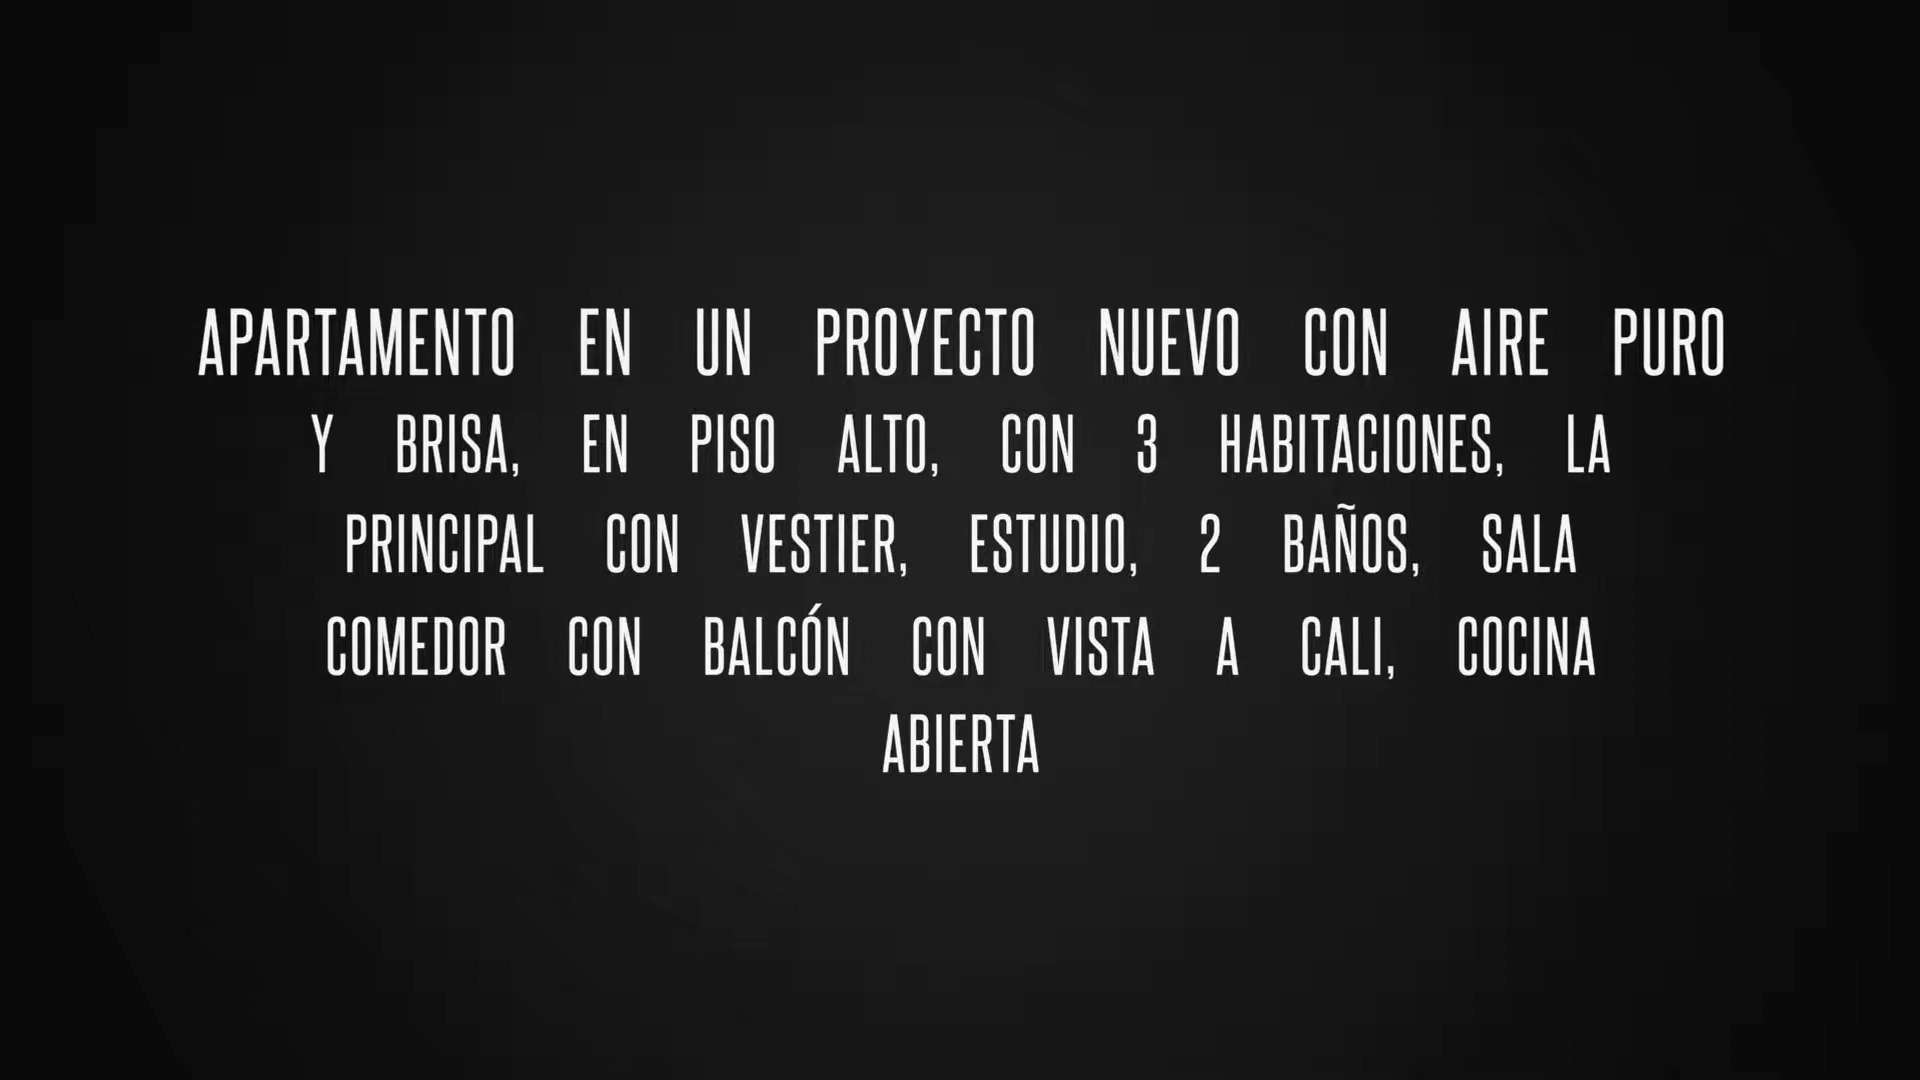 APARTAMENTO EN UN PROYECTO NUEVO CON AIRE PURO
Y BRISA, EN PISO ALTO, CON 3 HABITACIONES, LA
PRINCIPAL CON VESTIER, ESTUDIO, 2 BAÑOS, SALA
COMEDOR CON BALCÓN CON VISTA A CALI, COCINA
ABIERTA